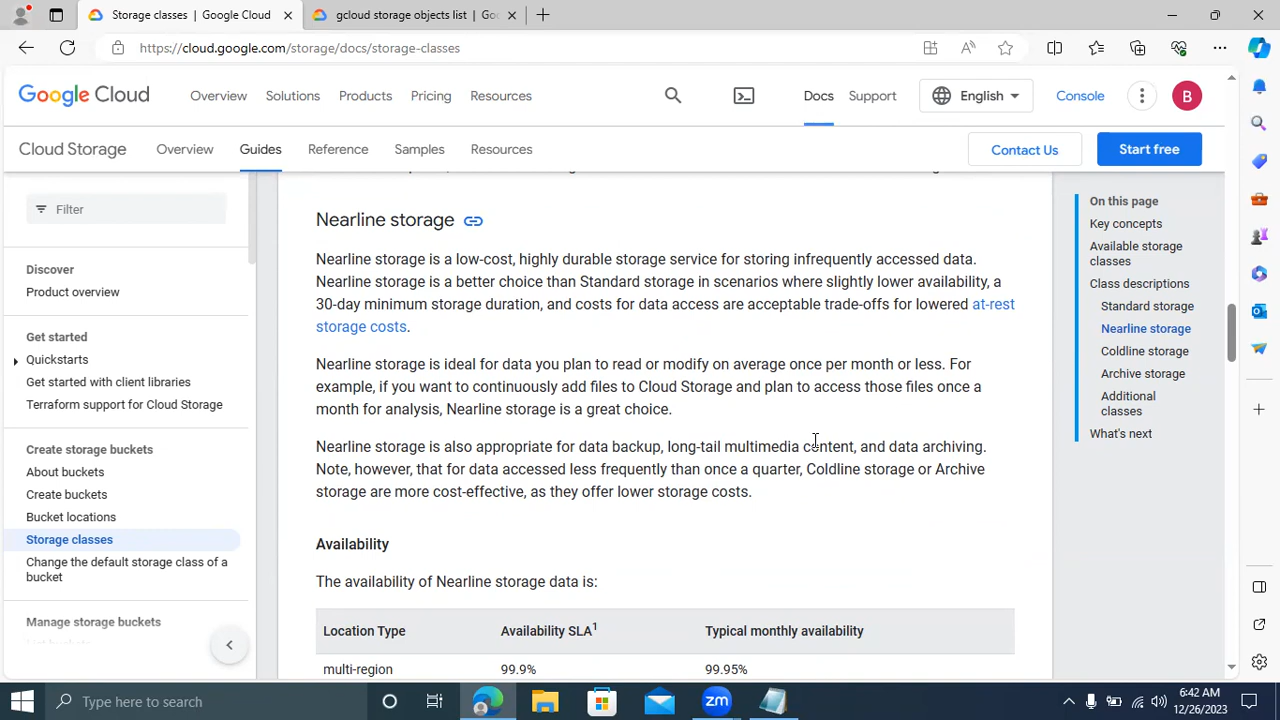 Storage classes | Google Cloud
gcloud storage objects list | Goo
https://cloud.google.com/storage/docs/storage-classes
Google Cloud
Overview
Solutions
Products
Pricing
Resources
Docs
Support
English
Console
B
Cloud Storage
Overview
Guides
Reference
Samples
Resources
Contact Us
Start free
Filter
Discover
Product overview
Get started
Quickstarts
Get started with client libraries
Terraform support for Cloud Storage
Create storage buckets
About buckets
Create buckets
Bucket locations
Storage classes
Change the default storage class of a
bucket
Manage storage buckets
List buckets
Nearline storage
Nearline storage is a low-cost, highly durable storage service for storing infrequently accessed data.
Nearline storage is a better choice than Standard storage in scenarios where slightly lower availability, a
30-day minimum storage duration, and costs for data access are acceptable trade-offs for lowered at-rest
storage costs.
Nearline storage is ideal for data you plan to read or modify on average once per month or less. For
example, if you want to continuously add files to Cloud Storage and plan to access those files once a
month for analysis, Nearline storage is a great choice.
Nearline storage is also appropriate for data backup, long-tail multimedia content, and data archiving.
Note, however, that for data accessed less frequently than once a quarter, Coldline storage or Archive
storage are more cost-effective, as they offer lower storage costs.
Availability
The availability of Nearline storage data is:
Location Type
Availability SLA1
Typical monthly availability
multi-region
99.9%
99.95%
On this page
Key concepts
Available storage
classes
Class descriptions
Standard storage
Nearline storage
Coldline storage
Archive storage
Additional
classes
What's next
Type here to search
zm
6:42 AM
12/26/2023